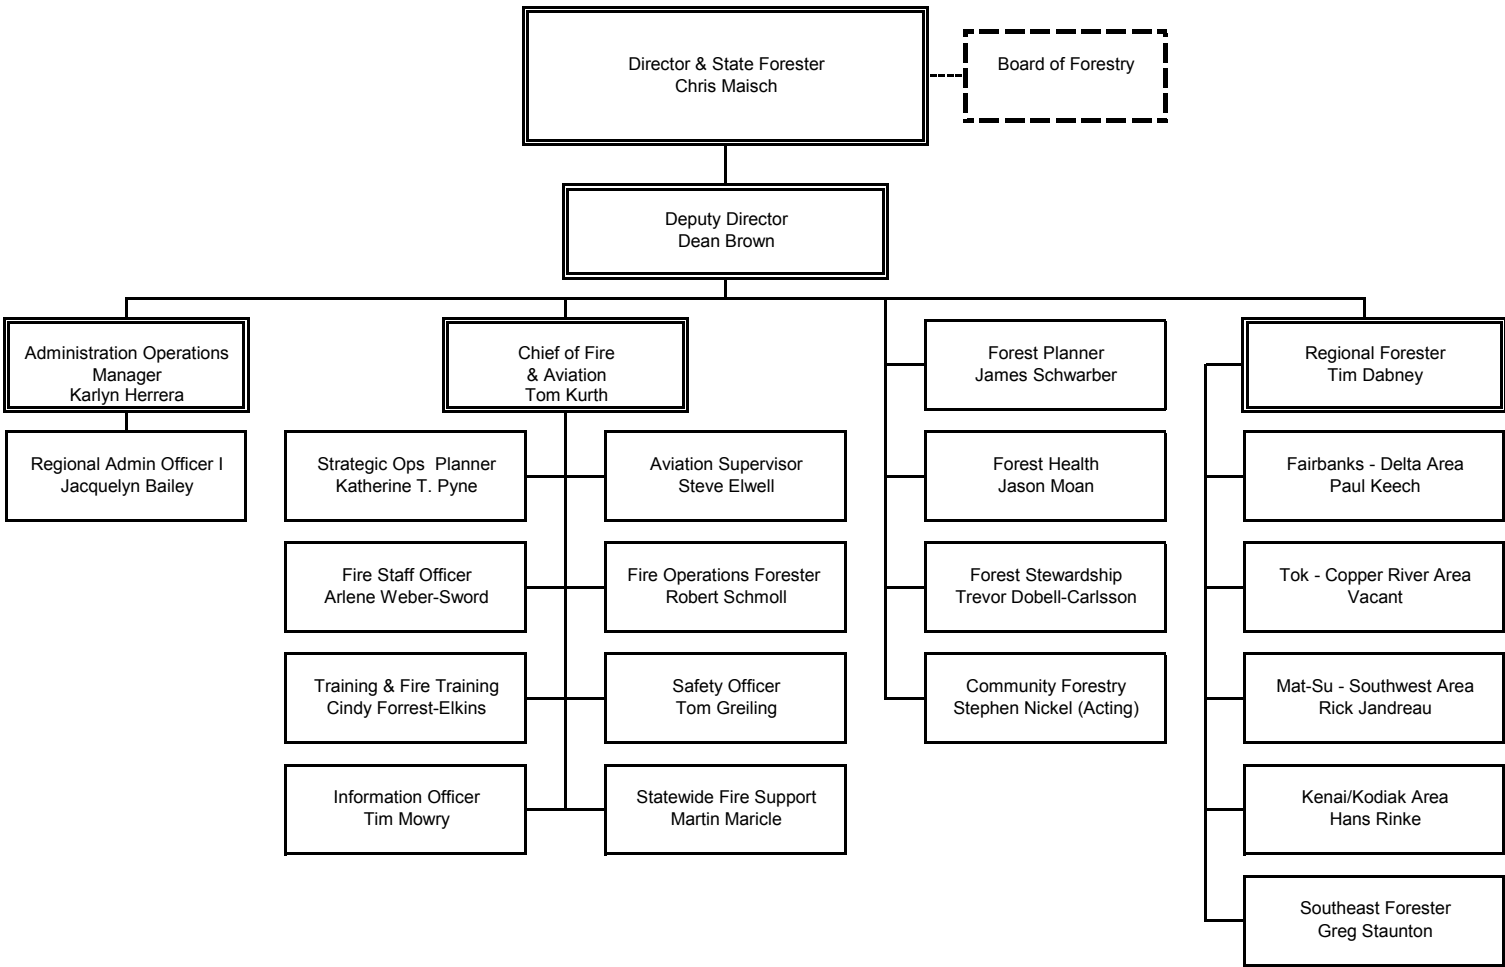 Director & State Forester
Chris Maisch
Board of Forestry
Deputy Director
Dean Brown
Administration Operations
Manager
Karlyn Herrera
Chief of Fire
& Aviation
Tom Kurth
Forest Planner
James Schwarber
Regional Forester
Tim Dabney
Regional Admin Officer I
Jacquelyn Bailey
Strategic Ops Planner
Katherine T. Pyne
Aviation Supervisor
Steve Elwell
Forest Health
Jason Moan
Fairbanks - Delta Area
Paul Keech
Fire Staff Officer
Arlene Weber-Sword
Fire Operations Forester
Robert Schmoll
Forest Stewardship
Trevor Dobell-Carlsson
Tok - Copper River Area
Vacant
Training & Fire Training
Cindy Forrest-Elkins
Safety Officer
Tom Greiling
Community Forestry
Stephen Nickel (Acting)
Mat-Su - Southwest Area
Rick Jandreau
Information Officer
Tim Mowry
Statewide Fire Support
Martin Maricle
Kenai/Kodiak Area
Hans Rinke
Southeast Forester
Greg Staunton